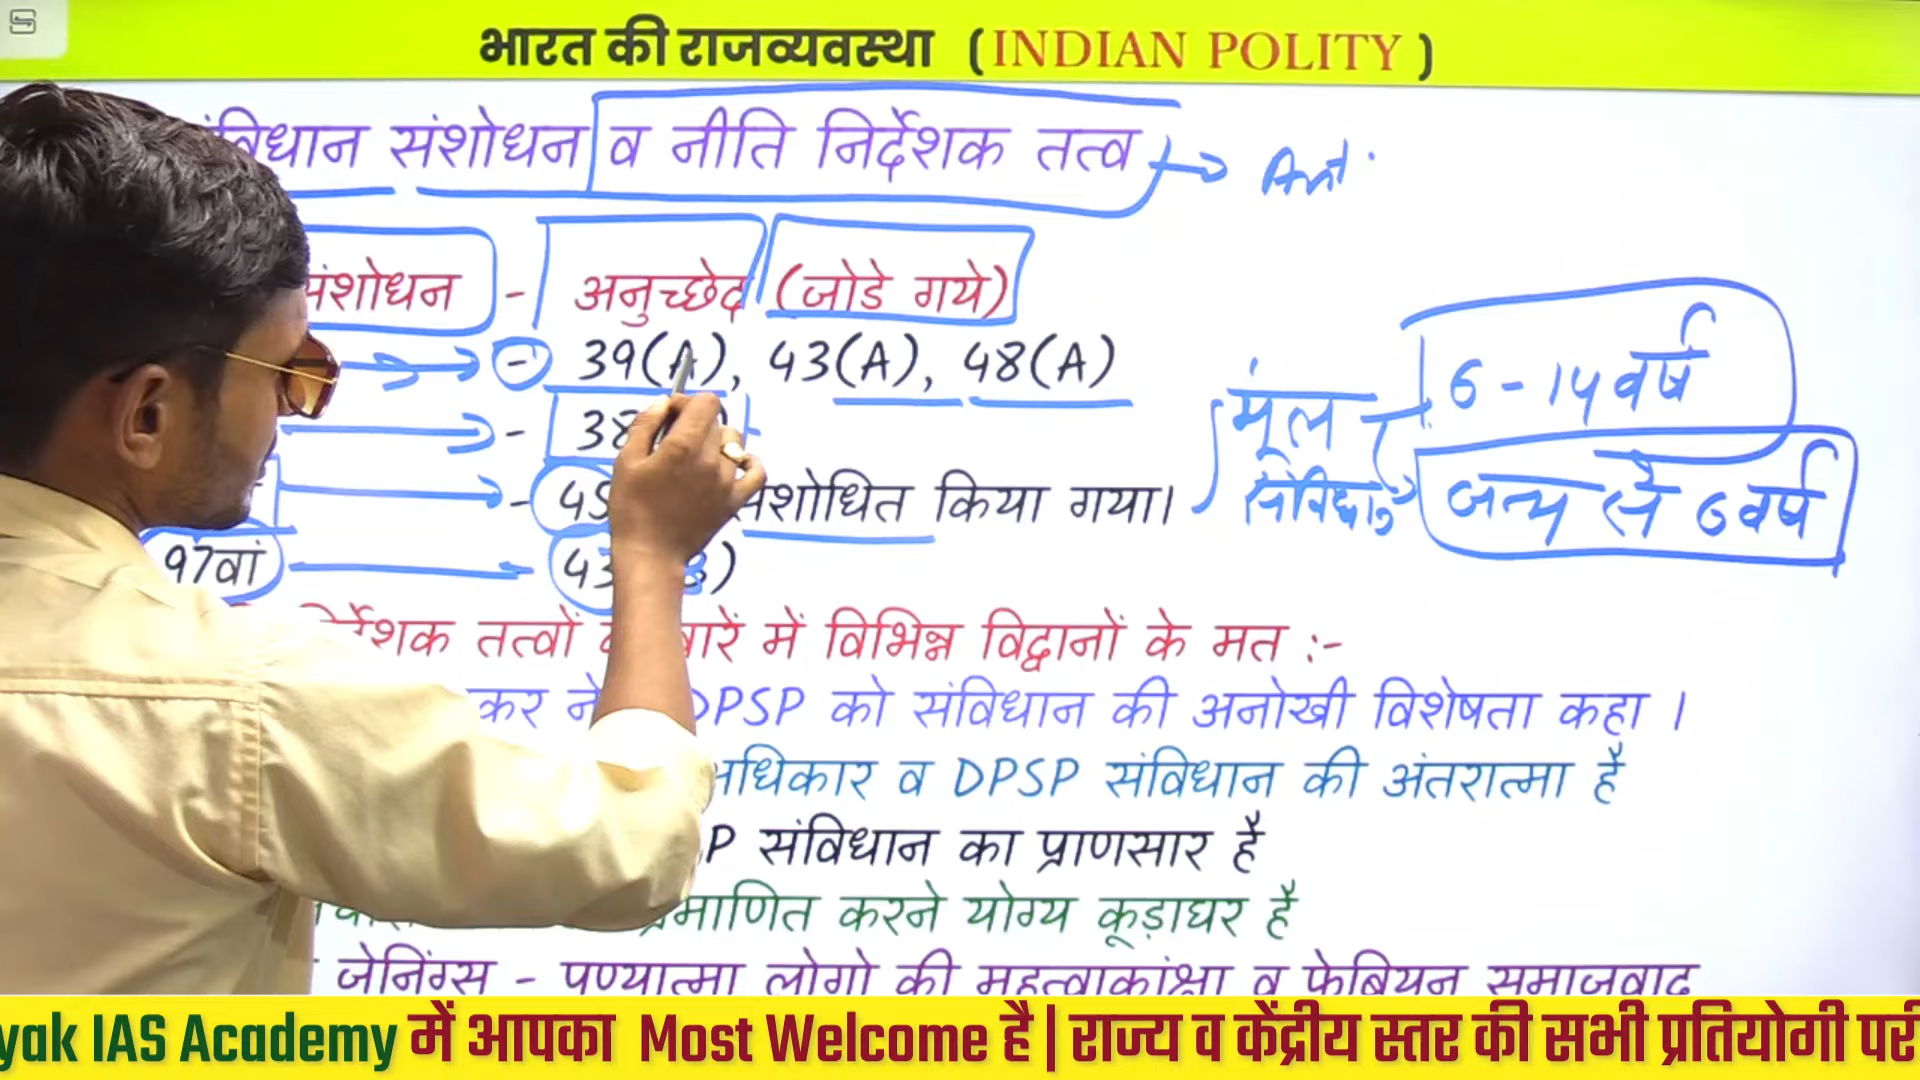 भारत की राजव्यवस्था (INDIAN POLITY)
संविधान संशोधन व नीति निर्देशक तत्व
संशोधन - अनुच्छेद (जोडे गये)
- 39(A), 43(A), 48(A)
- 38
मूल संविधान
6-14 वर्ष
जन्म से 6 वर्ष
- 45 संशोधित किया गया।
97वां 43 B)
निर्देशक तत्वों के बारें में विभिन्न विद्वानों के मत :-
कर ने DPSP को संविधान की अनोखी विशेषता कहा ।
अधिकार व DPSP संविधान की अंतरात्मा है
P संविधान का प्राणसार है
प्रमाणित करने योग्य कूड़ाघर है
जेनिंग्स - पुण्यात्मा लोगो की महत्वाकांक्षा व फेबियन समाजवाद
yak IAS Academy में आपका Most Welcome है | राज्य व केंद्रीय स्तर की सभी प्रतियोगी परी